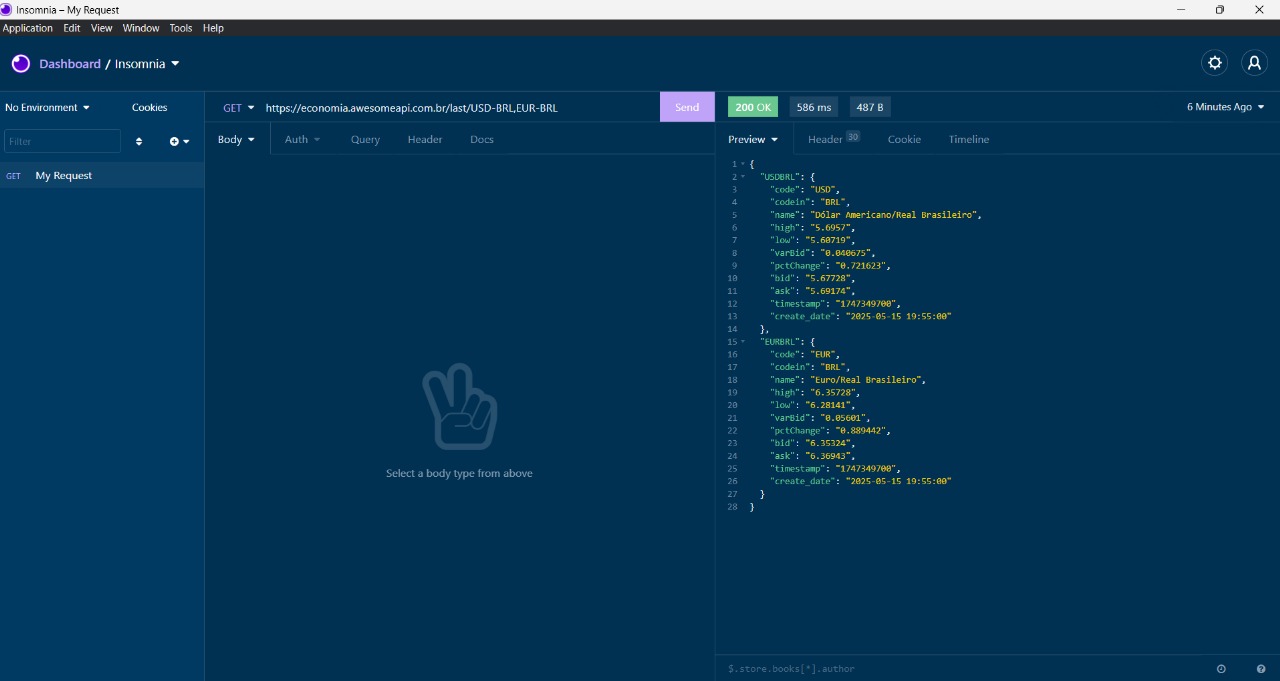 Insomnia – My Request
Application Edit View Window Tools Help
Dashboard / Insomnia
No Environment Cookies
GET https://economia.awesomeapi.com.br/last/USD-BRL,EUR-BRL Send
200 OK 586 ms 487 B 6 Minutes Ago
Filter
Body Auth Query Header Docs
Preview Header 30 Cookie Timeline
GET My Request
Select a body type from above
1 {
2 "USDBRL": {
3 "code": "USD",
4 "codein": "BRL",
5 "name": "Dólar Americano/Real Brasileiro",
6 "high": "5.6957",
7 "low": "5.60719",
8 "varBid": "0.040675",
9 "pctChange": "0.721623",
10 "bid": "5.67728",
11 "ask": "5.69174",
12 "timestamp": "1747349700",
13 "create_date": "2025-05-15 19:55:00"
14 },
15 "EURBRL": {
16 "code": "EUR",
17 "codein": "BRL",
18 "name": "Euro/Real Brasileiro",
19 "high": "6.35728",
20 "low": "6.28141",
21 "varBid": "0.05601",
22 "pctChange": "0.889442",
23 "bid": "6.35324",
24 "ask": "6.36943",
25 "timestamp": "1747349700",
26 "create_date": "2025-05-15 19:55:00"
27 }
28 }
$.store.books[*].author